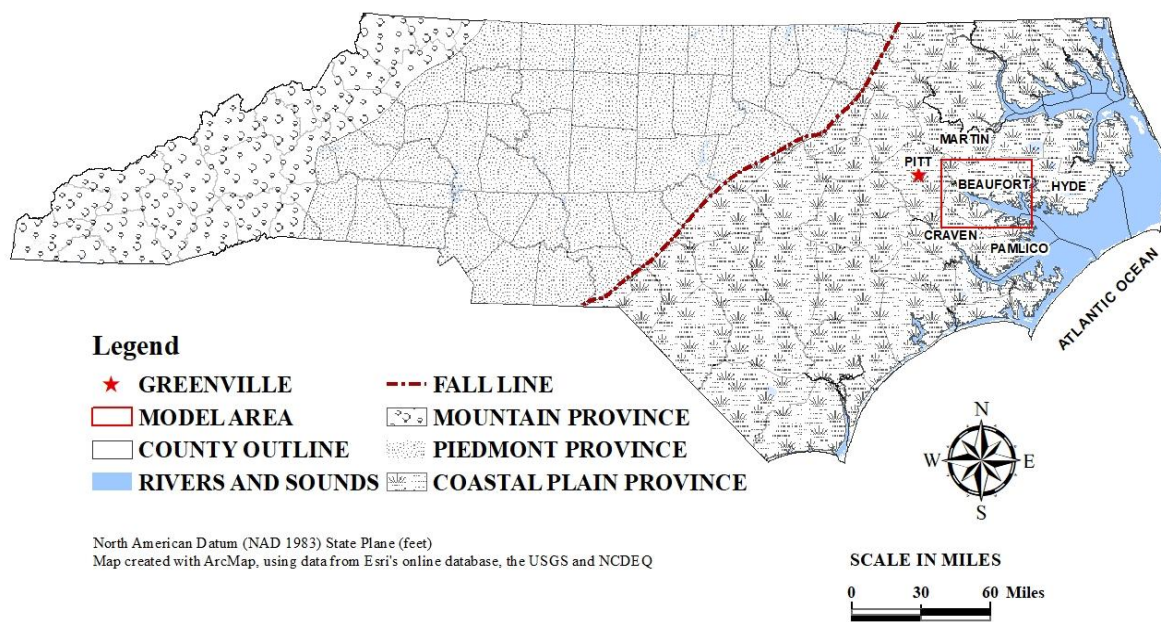 MARTIN
PITT
BEAUFORT
HYDE
CRAVEN
PAMLICO
ATLANTIC OCEAN
Legend
GREENVILLE
FALL LINE
MODEL AREA
MOUNTAIN PROVINCE
COUNTY OUTLINE
PIEDMONT PROVINCE
RIVERS AND SOUNDS
COASTAL PLAIN PROVINCE
N
W
E
S
North American Datum (NAD 1983) State Plane (feet)
Map created with ArcMap, using data from Esri's online database, the USGS and NCDEQ
SCALE IN MILES
0 30 60 Miles